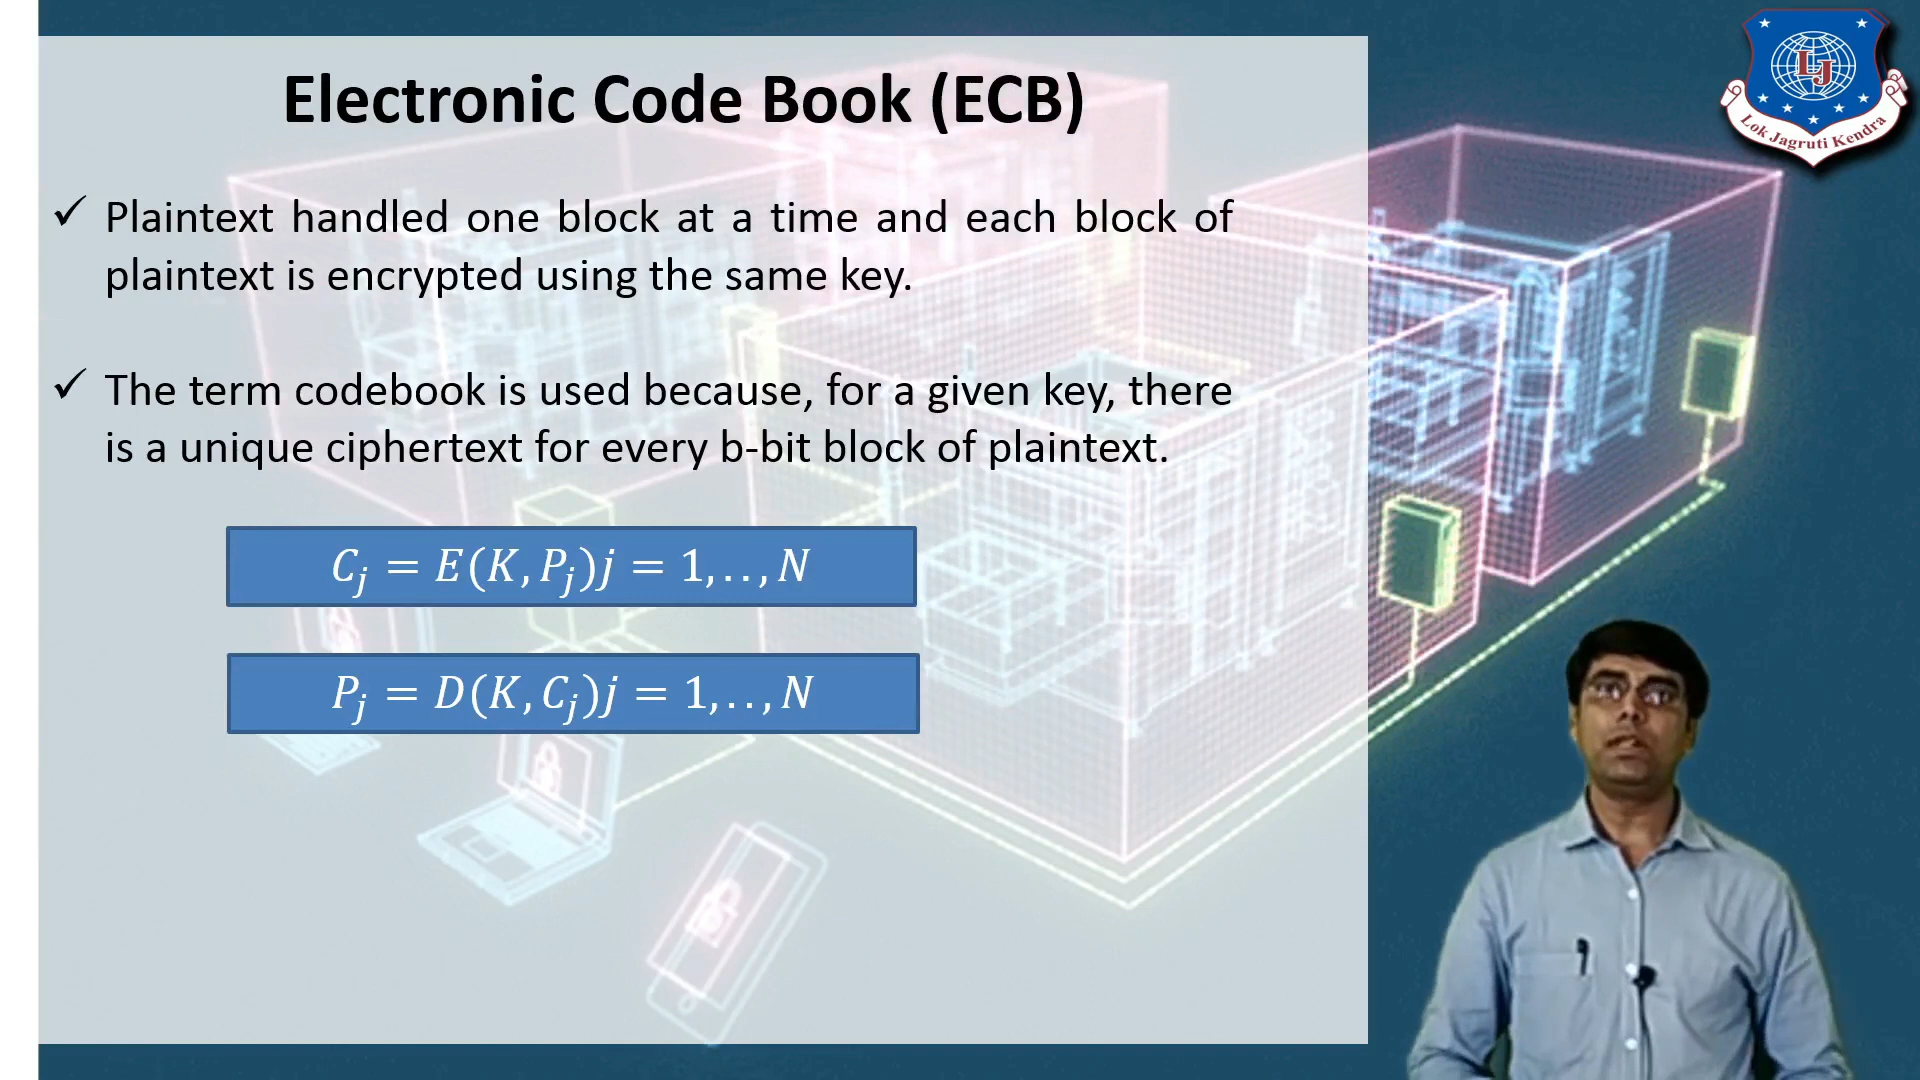 Electronic Code Book (ECB)
✓ Plaintext handled one block at a time and each block of
plaintext is encrypted using the same key.
✓ The term codebook is used because, for a given key, there
is a unique ciphertext for every b-bit block of plaintext.
C_j = E(K, P_j)j = 1,..,N
P_j = D(K, C_j)j = 1,..,N
LJ
Lok Jagruti Kendra